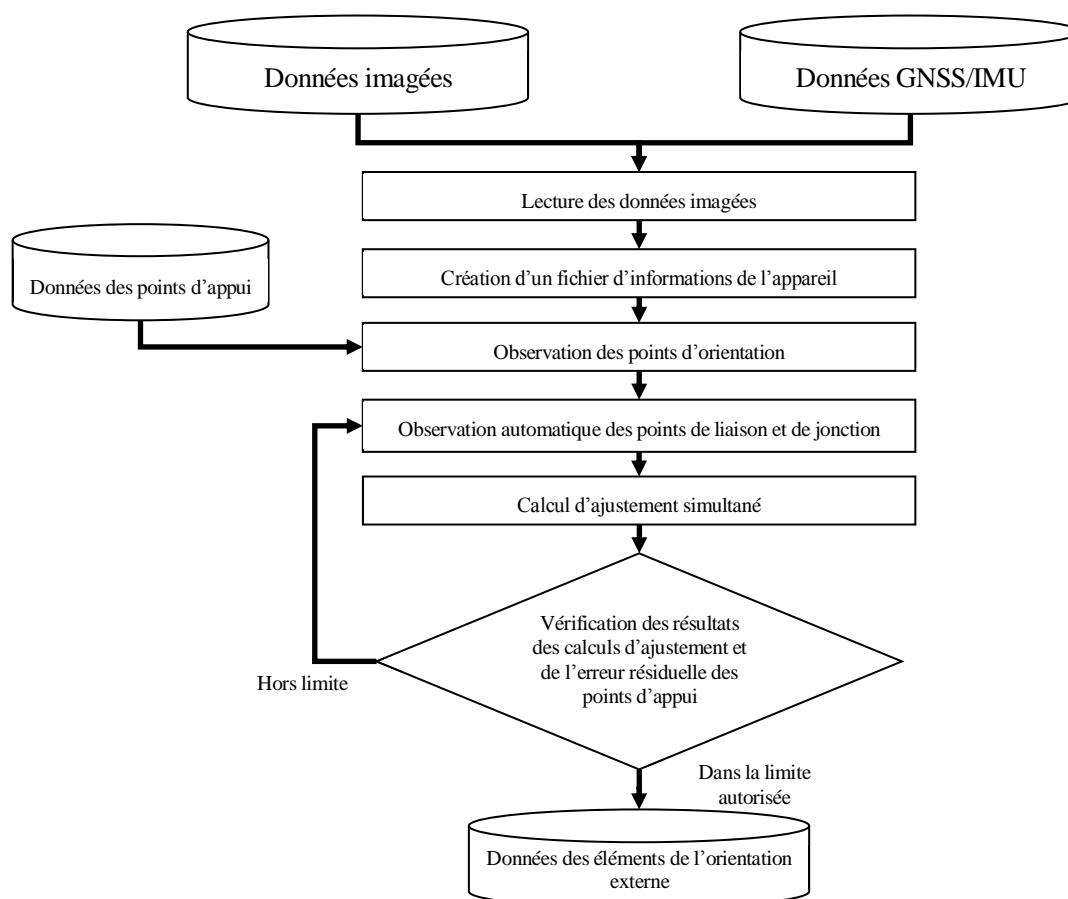 Données imagées
Données GNSS/IMU
Lecture des données imagées
Création d'un fichier d'informations de l'appareil
Données des points d'appui
Observation des points d'orientation
Observation automatique des points de liaison et de jonction
Calcul d'ajustement simultané
Vérification des résultats
des calculs d'ajustement et
de l'erreur résiduelle des
points d'appui
Hors limite
Dans la limite
autorisée
Données des éléments de l'orientation
externe